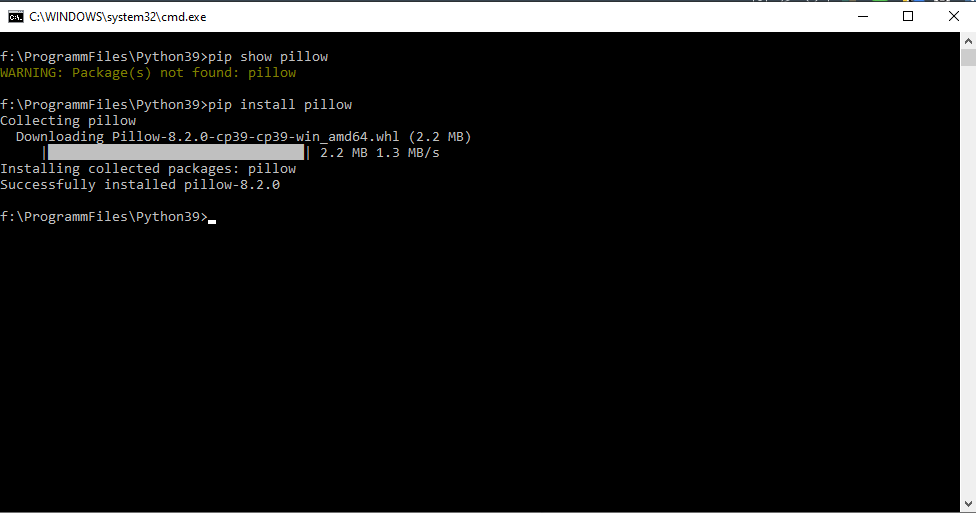 C:\WINDOWS\system32\cmd.exe
f:\ProgrammFiles\Python39>pip show pillow
WARNING: Package(s) not found: pillow
f:\ProgrammFiles\Python39>pip install pillow
Collecting pillow
  Downloading Pillow-8.2.0-cp39-cp39-win_amd64.whl (2.2 MB)
| | 2.2 MB 1.3 MB/s
Installing collected packages: pillow
Successfully installed pillow-8.2.0
f:\ProgrammFiles\Python39>